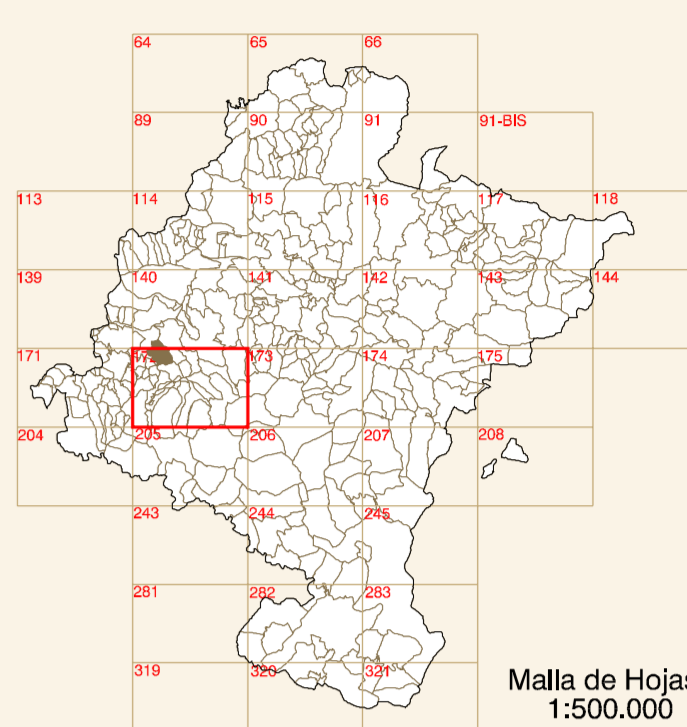 64 65 66
89 90 91 91-BIS
113 114 115 116 117 118
139 140 141 142 143 144
171 172 173 174 175
204 205 206 207 208
243 244 245
281 282 283
319 320 321
Malla de Hojas
1:500.000